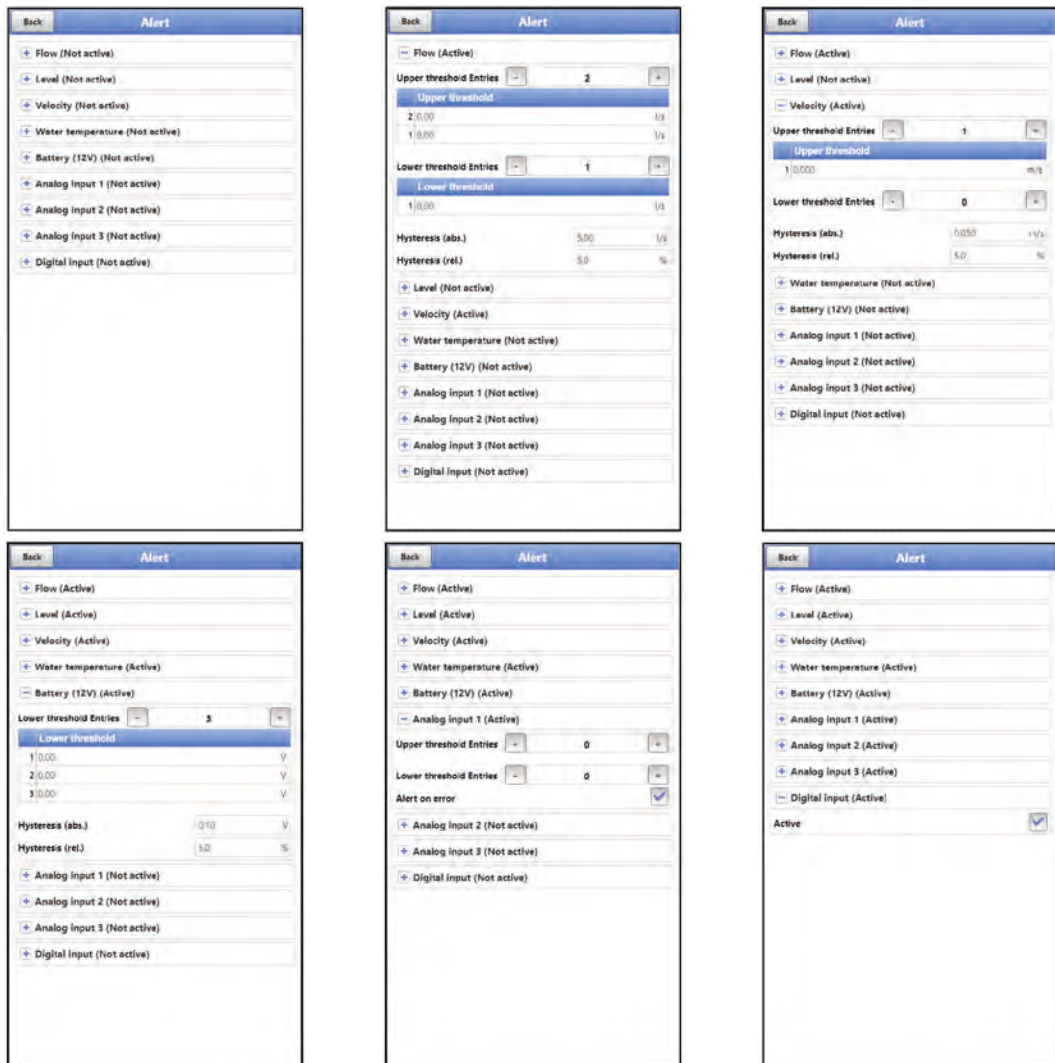 Back Alert
Flow (Not active)
Level (Not active)
Velocity (Not active)
Water temperature (Not active)
Battery (12V) (Not active)
Analog input 1 (Not active)
Analog input 2 (Not active)
Analog input 3 (Not active)
Digital input (Not active)
Back Alert
Flow (Active)
Upper threshold Entries - 2 +
Upper threshold
2 0,00 l/s
1 0,00 l/s
Lower threshold Entries - 1 +
Lower threshold
1 0,00 l/s
Hysteresis (abs.) 5,00 l/s
Hysteresis (rel.) 5,0 %
Level (Not active)
Velocity (Active)
Water temperature (Not active)
Battery (12V) (Not active)
Analog input 1 (Not active)
Analog input 2 (Not active)
Analog input 3 (Not active)
Digital input (Not active)
Back Alert
Flow (Active)
Level (Not active)
Velocity (Active)
Upper threshold Entries - 1 +
Upper threshold
1 0,000 m/s
Lower threshold Entries - 0 +
Hysteresis (abs.) 0,050 m/s
Hysteresis (rel.) 5,0 %
Water temperature (Not active)
Battery (12V) (Not active)
Analog input 1 (Not active)
Analog input 2 (Not active)
Analog input 3 (Not active)
Digital input (Not active)
Back Alert
Flow (Active)
Level (Active)
Velocity (Active)
Water temperature (Active)
Battery (12V) (Active)
Lower threshold Entries - 3 +
Lower threshold
1 0,00 V
2 0,00 V
3 0,00 V
Hysteresis (abs.) 0,10 V
Hysteresis (rel.) 5,0 %
Analog input 1 (Not active)
Analog input 2 (Not active)
Analog input 3 (Not active)
Digital input (Not active)
Back Alert
Flow (Active)
Level (Active)
Velocity (Active)
Water temperature (Active)
Battery (12V) (Active)
Analog input 1 (Active)
Upper threshold Entries - 0 +
Lower threshold Entries - 0 +
Alert on error
Analog input 2 (Not active)
Analog input 3 (Not active)
Digital input (Not active)
Back Alert
Flow (Active)
Level (Active)
Velocity (Active)
Water temperature (Active)
Battery (12V) (Active)
Analog input 1 (Active)
Analog input 2 (Active)
Analog input 3 (Active)
Digital input (Active)
Active